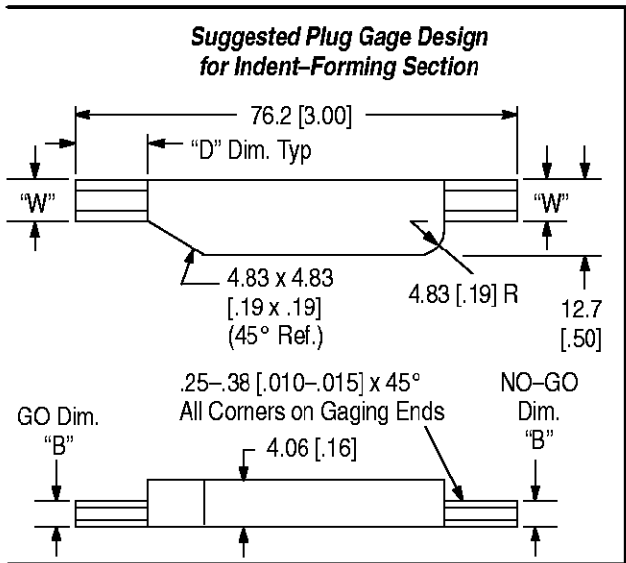 Suggested Plug Gage Design
for Indent–Forming Section
76.2 [3.00]
“D” Dim. Typ
“W”
“W”
4.83 x 4.83
[.19 x .19]
(45° Ref.)
4.83 [.19] R
12.7
[.50]
.25–.38 [.010–.015] x 45°
All Corners on Gaging Ends
NO–GO
Dim.
“B”
GO Dim.
“B”
4.06 [.16]